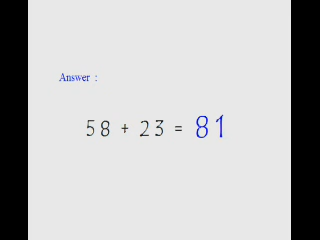 Answer :
58 + 23 = 81